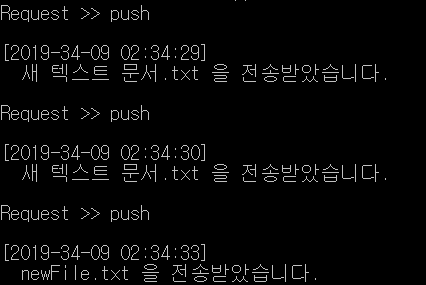 Request >> push
[2019-34-09 02:34:29]
새 텍스트 문서.txt 을 전송받았습니다.
Request >> push
[2019-34-09 02:34:30]
새 텍스트 문서.txt 을 전송받았습니다.
Request >> push
[2019-34-09 02:34:33]
newFile.txt 을 전송받았습니다.